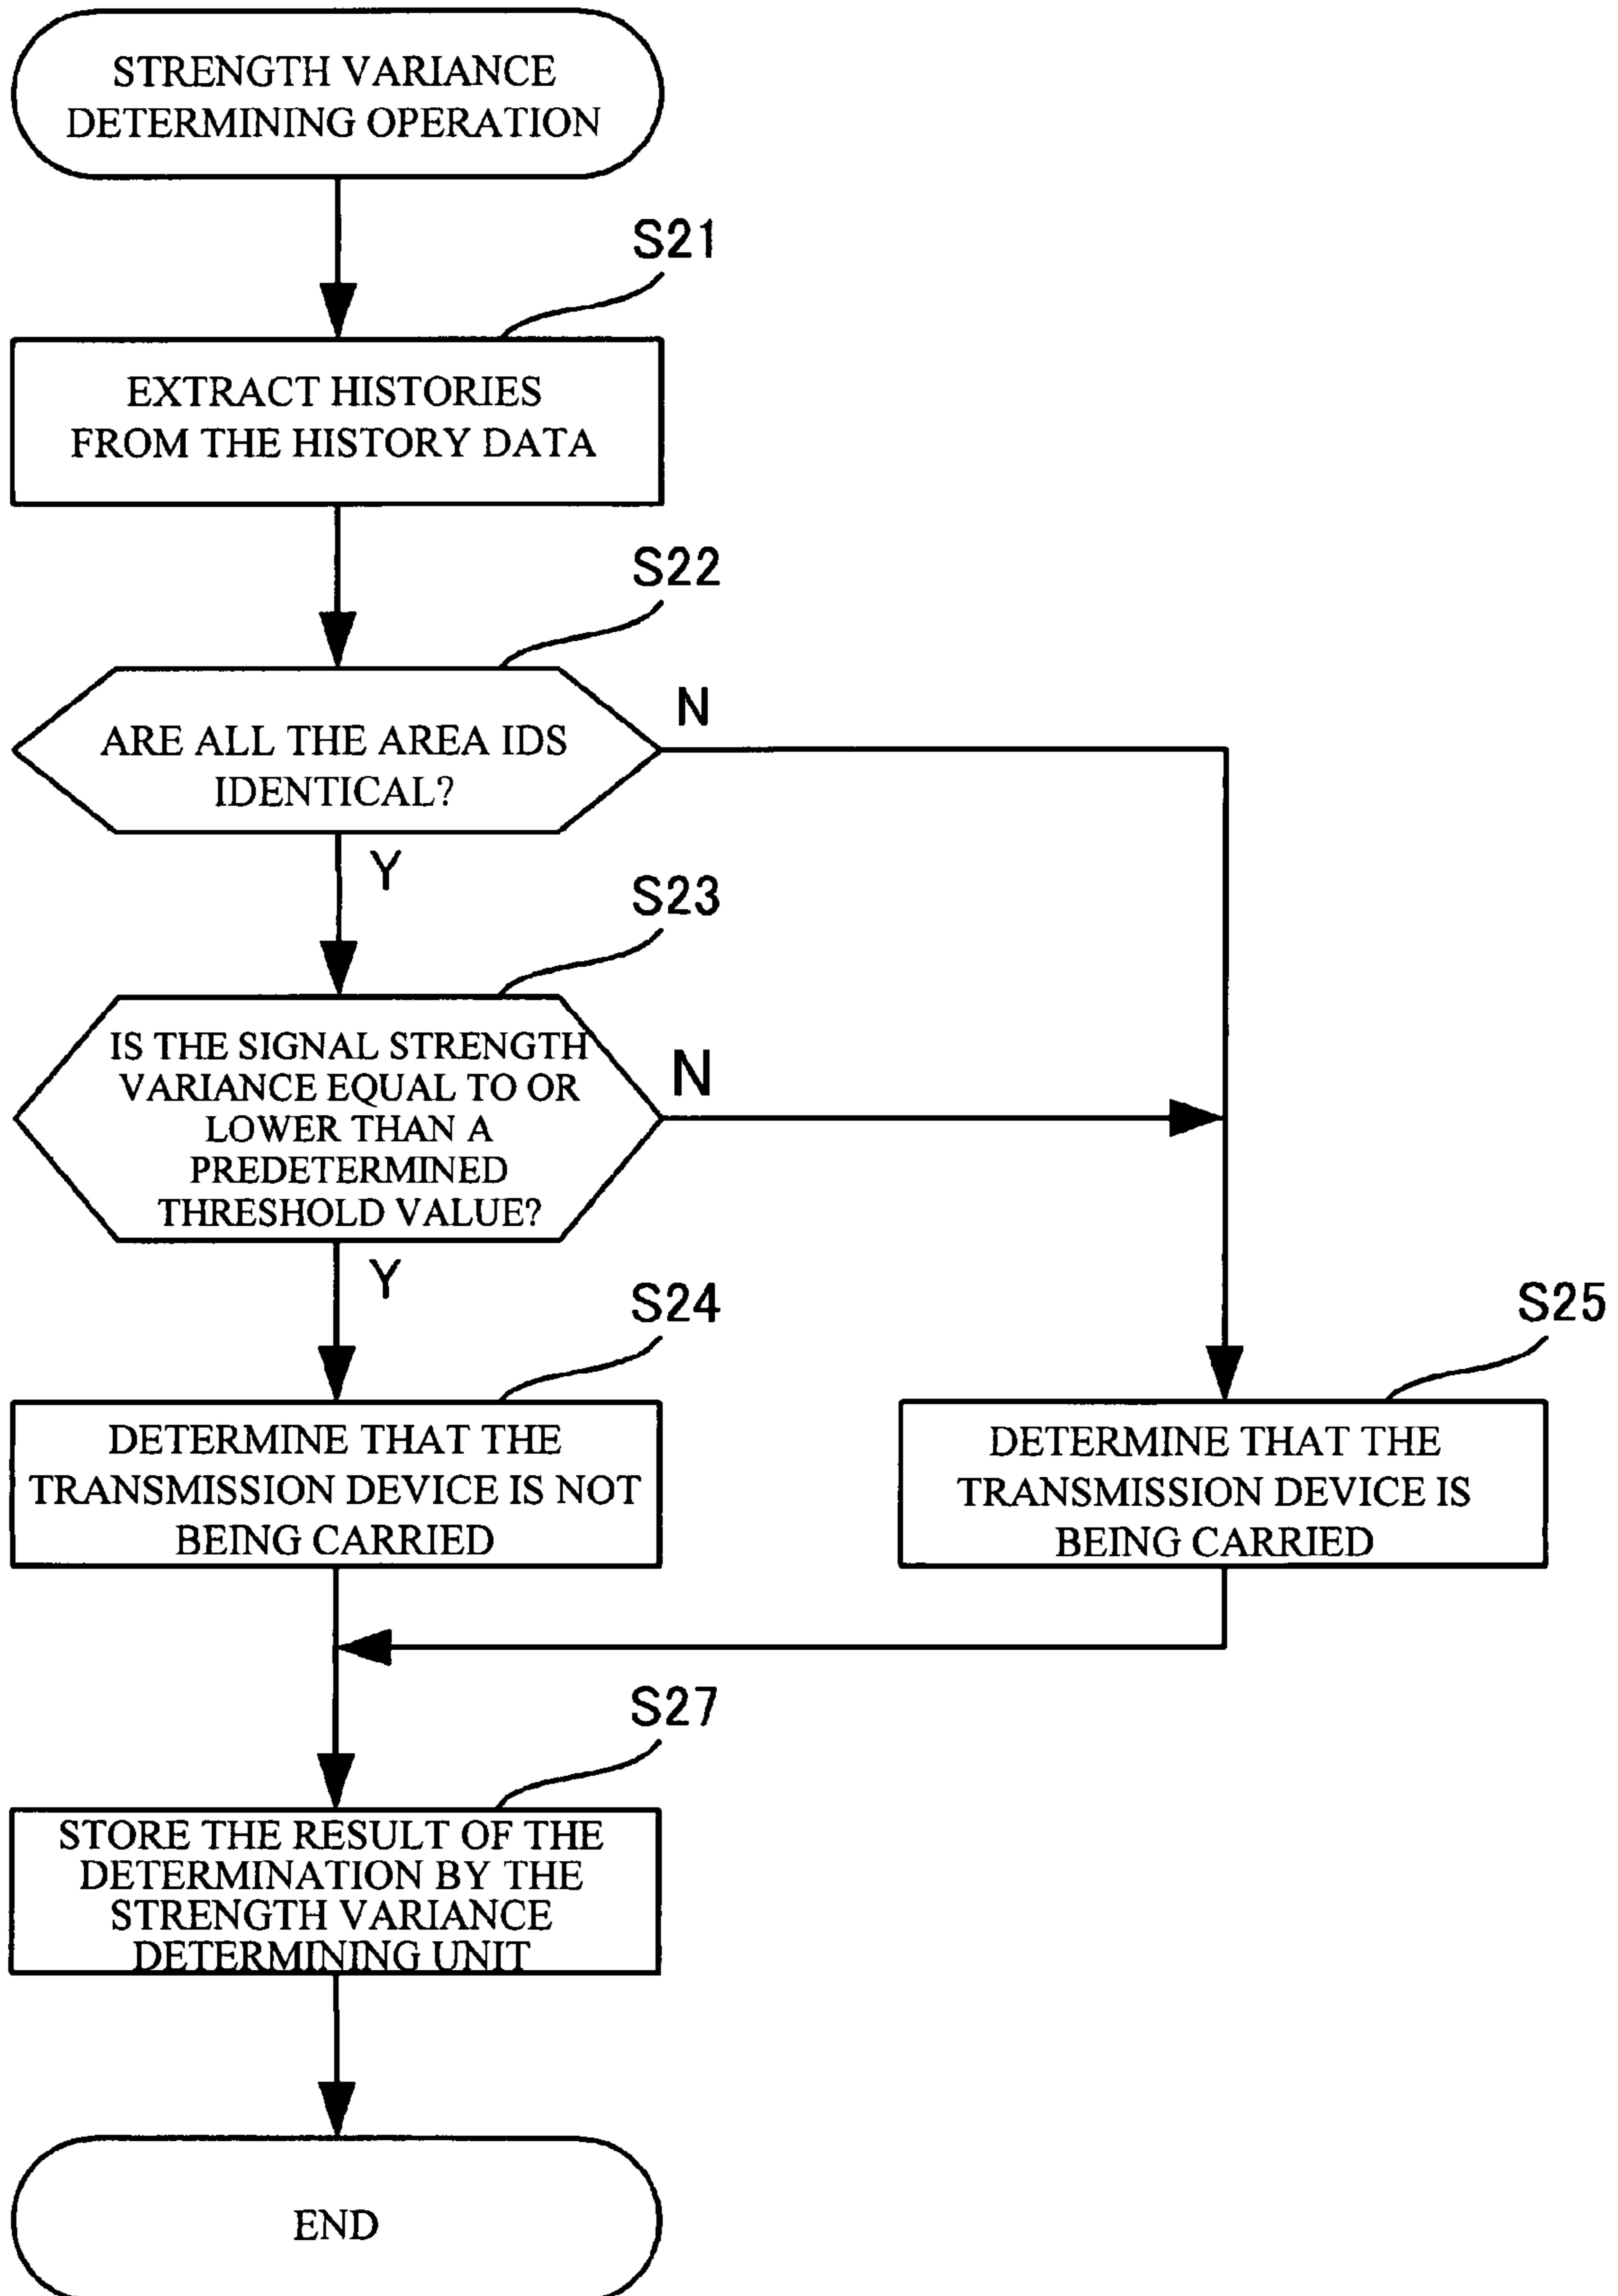 STRENGTH VARIANCE
DETERMINING OPERATION
S21
EXTRACT HISTORIES
FROM THE HISTORY DATA
S22
ARE ALL THE AREA IDS
IDENTICAL?
N
Y
S23
IS THE SIGNAL STRENGTH
VARIANCE EQUAL TO OR
LOWER THAN A
PREDETERMINED
THRESHOLD VALUE?
N
Y
S24
DETERMINE THAT THE
TRANSMISSION DEVICE IS NOT
BEING CARRIED
S25
DETERMINE THAT THE
TRANSMISSION DEVICE IS
BEING CARRIED
S27
STORE THE RESULT OF THE
DETERMINATION BY THE
STRENGTH VARIANCE
DETERMINING UNIT
END